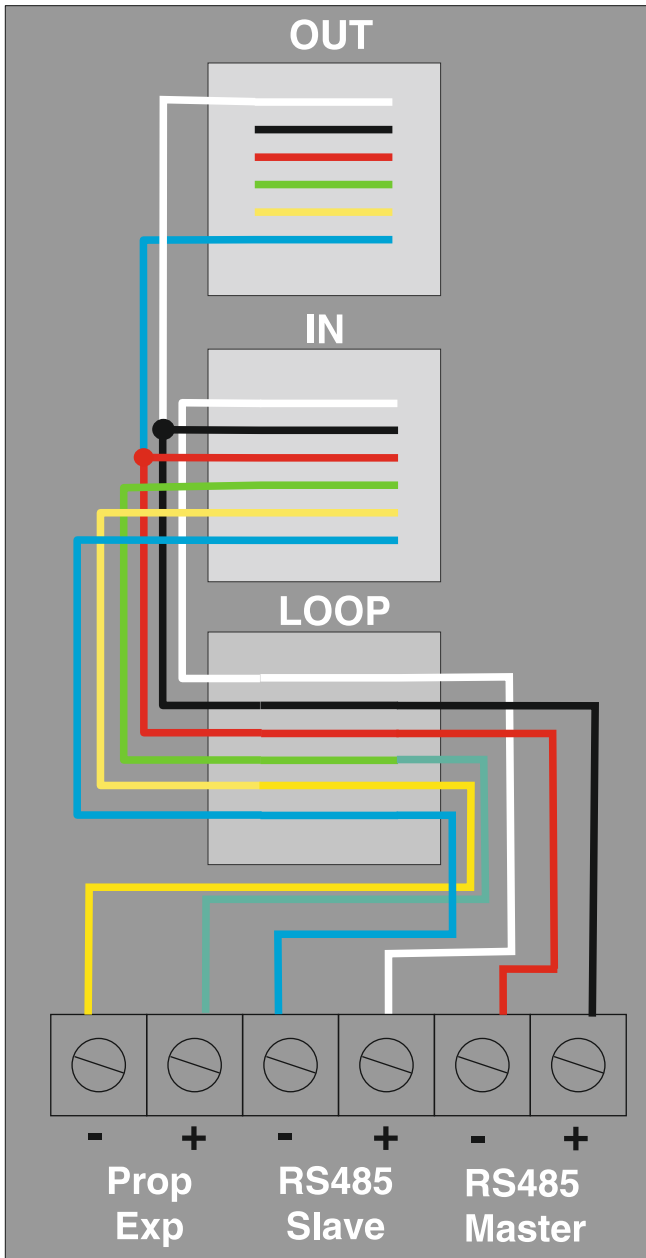 OUT
IN
LOOP
- + - + - +
Prop RS485 RS485
Exp Slave Master